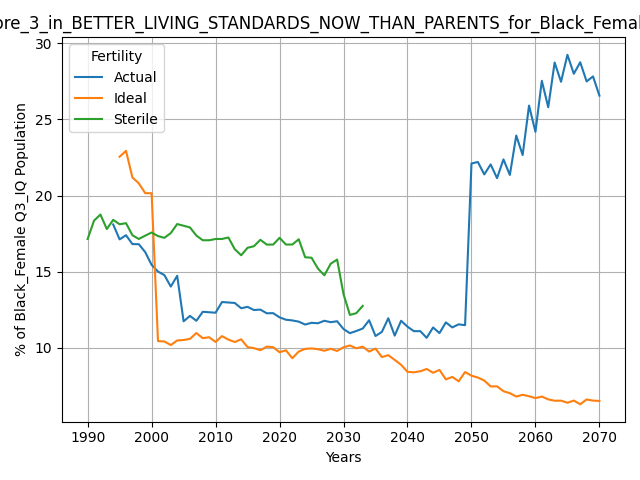 ore_3_in_BETTER_LIVING_STANDARDS_NOW_THAN_PARENTS_for_Black_Femal
30
Fertility
Actual
Ideal
Sterile
25
20
15
10
% of Black_Female Q3_IQ Population
1990 2000 2010 2020 2030 2040 2050 2060 2070
Years